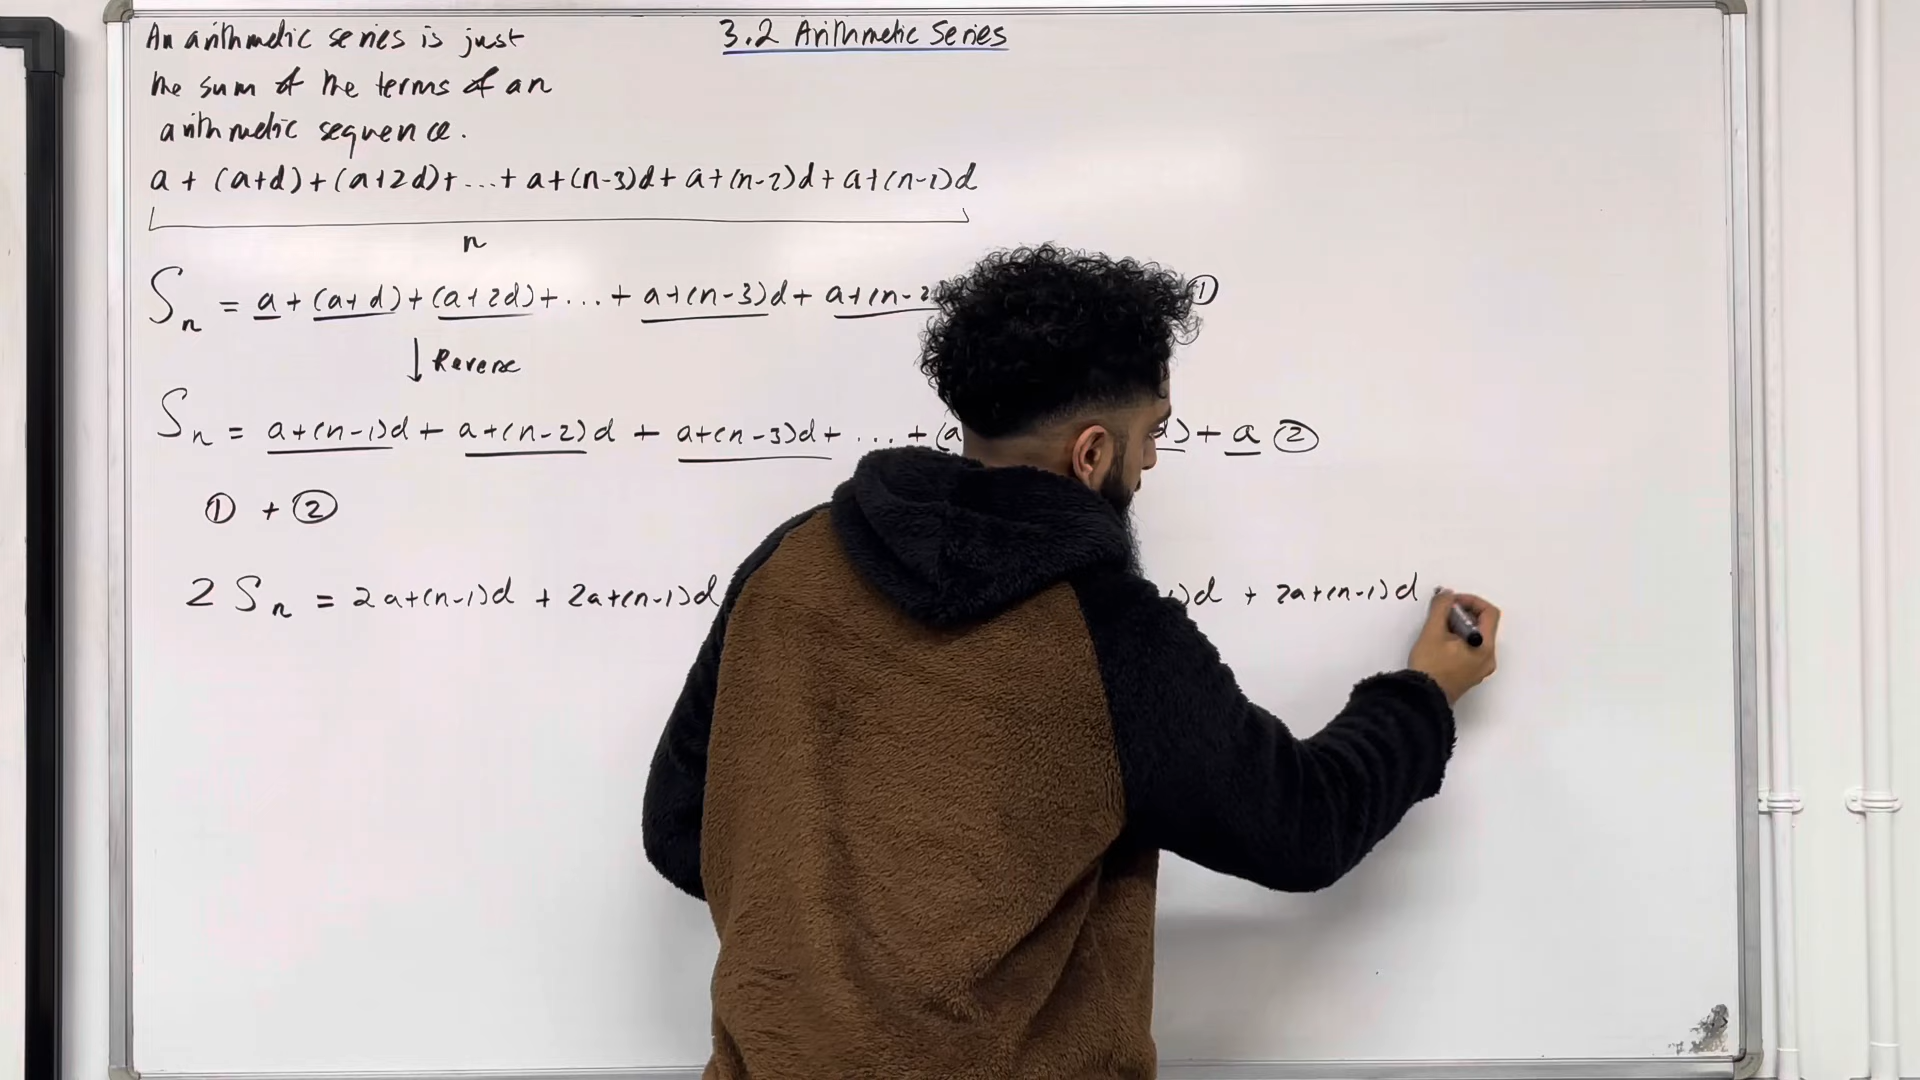 3.2 Arithmetic Series
An arithmetic series is just
the sum of the terms of an
arithmetic sequence.
a + (a+d)+(a+2d)+...+ a+(n-3)d+ a+(n-2)d+ a+(n-1)d
n
Sn = a + (a+d)+(a+2d)+...+ a+(n-3)d+ a+(n-2 ①
↓ Reverse
Sn = a+(n-1)d + a+(n-2)d + a+(n-3)d+ ... +(a d)+ a ②
① + ②
2 Sn = 2a+(n-1)d + 2a+(n-1)d )d + 2a+(n-1)d